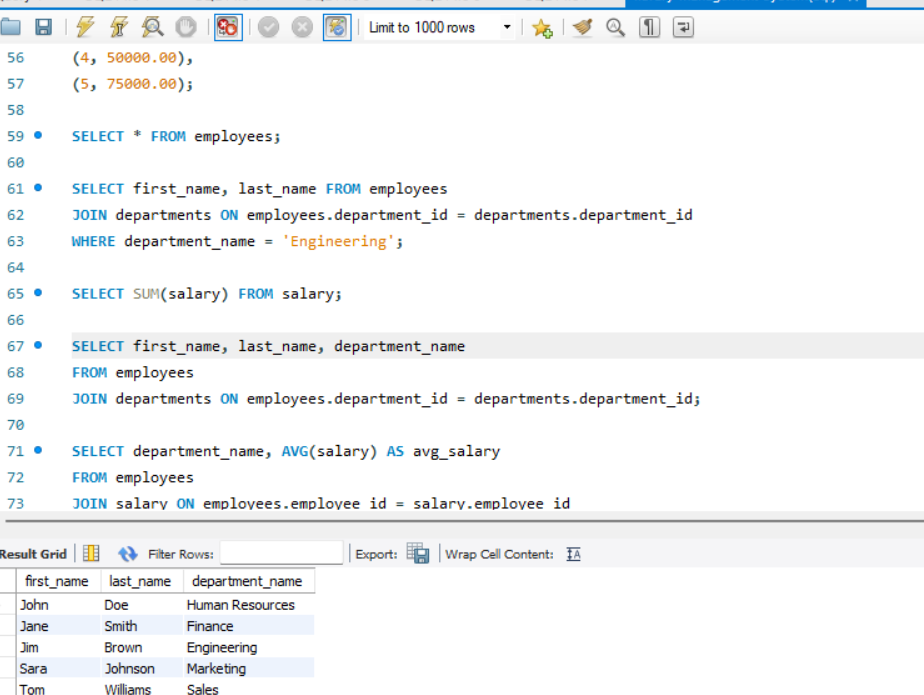 Limit to 1000 rows
56 (4, 50000.00),
57 (5, 75000.00);
58
59 SELECT * FROM employees;
60
61 SELECT first_name, last_name FROM employees
62 JOIN departments ON employees.department_id = departments.department_id
63 WHERE department_name = 'Engineering';
64
65 SELECT SUM(salary) FROM salary;
66
67 SELECT first_name, last_name, department_name
68 FROM employees
69 JOIN departments ON employees.department_id = departments.department_id;
70
71 SELECT department_name, AVG(salary) AS avg_salary
72 FROM employees
73 JOIN salary ON employees.employee_id = salary.employee_id
Result Grid Filter Rows: Export: Wrap Cell Content: IA
first_name last_name department_name
John Doe Human Resources
Jane Smith Finance
Jim Brown Engineering
Sara Johnson Marketing
Tom Williams Sales